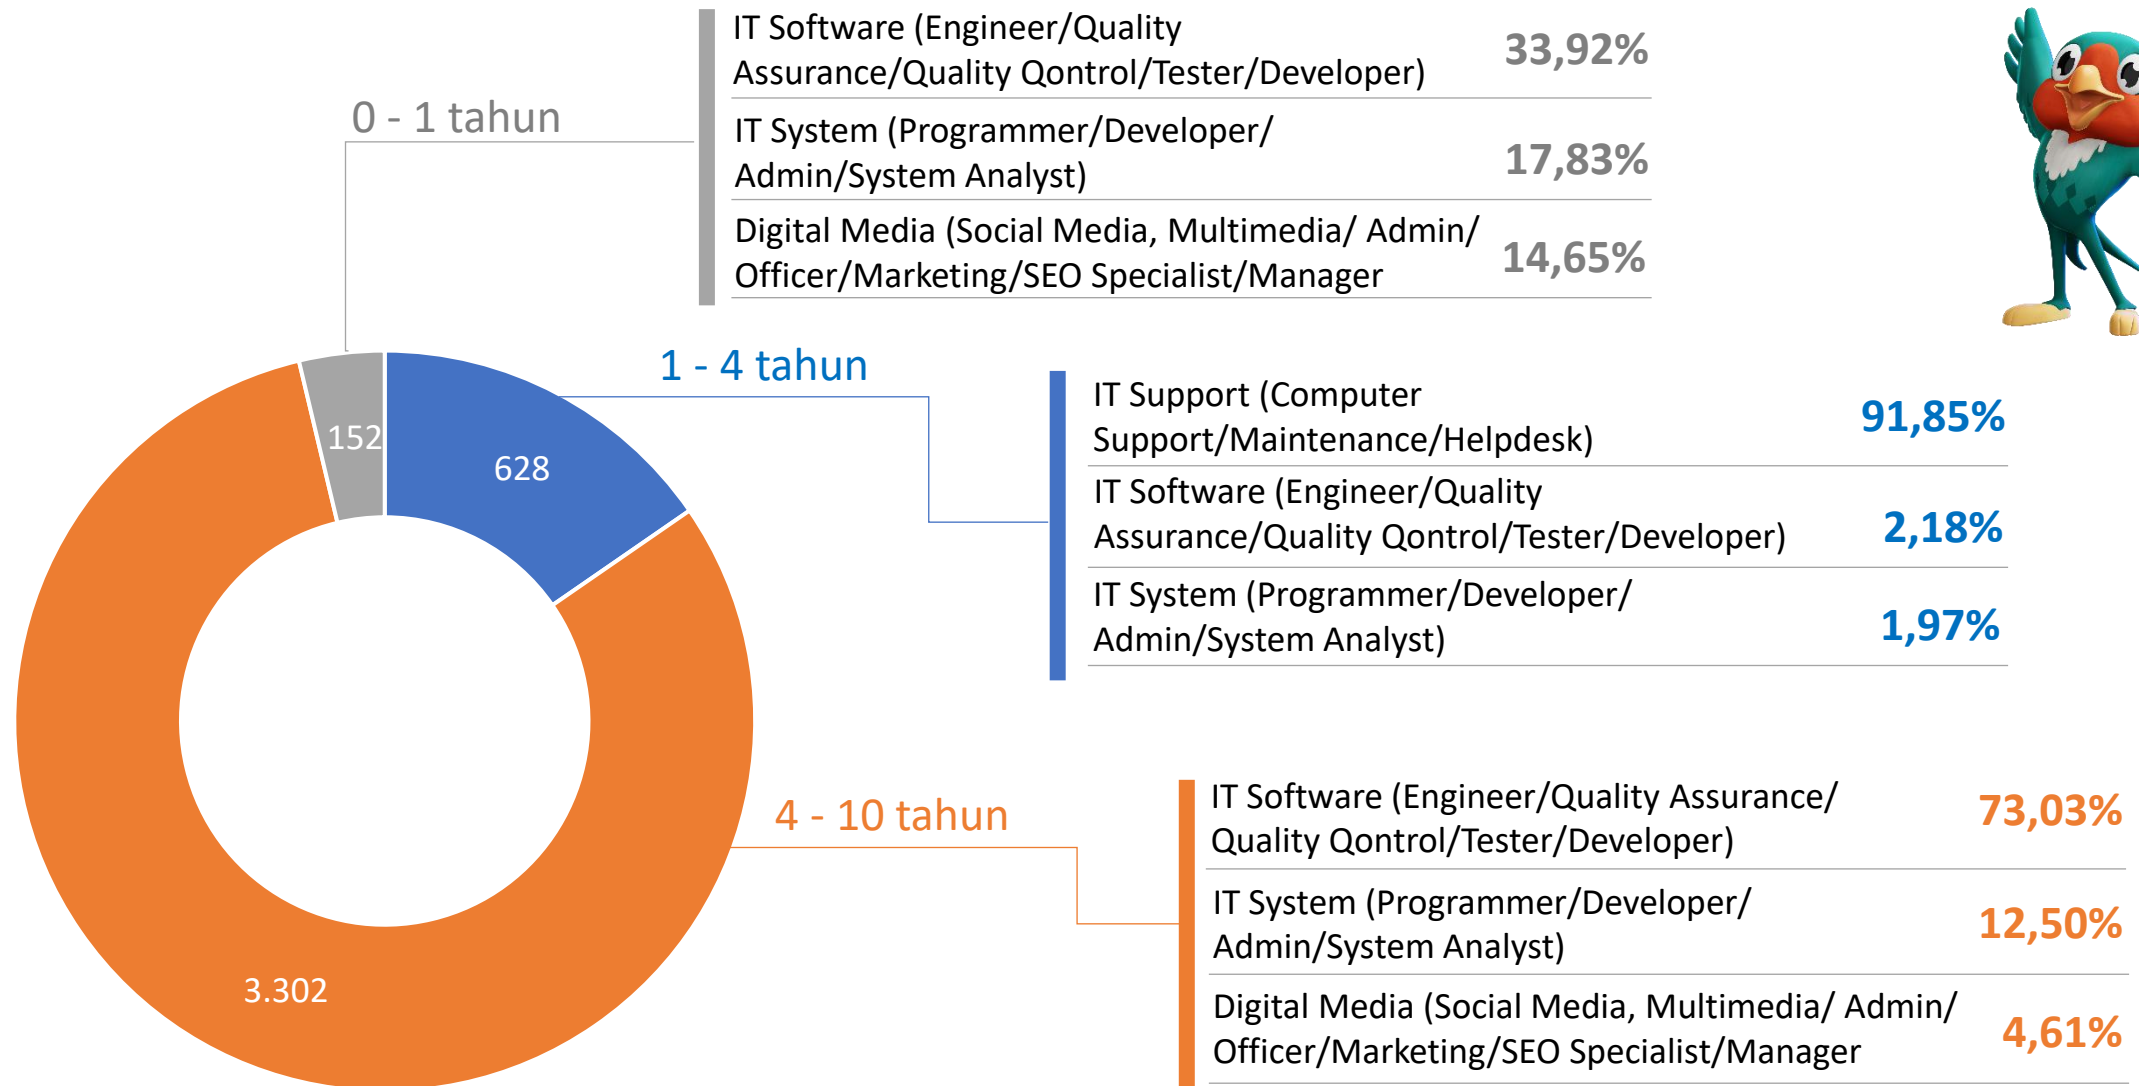 IT Software (Engineer/Quality
Assurance/Quality Qontrol/Tester/Developer)
33,92%
0 - 1 tahun
IT System (Programmer/Developer/
Admin/System Analyst)
17,83%
Digital Media (Social Media, Multimedia/ Admin/
Officer/Marketing/SEO Specialist/Manager
14,65%
1 - 4 tahun
IT Support (Computer
Support/Maintenance/Helpdesk)
91,85%
IT Software (Engineer/Quality
Assurance/Quality Qontrol/Tester/Developer)
2,18%
IT System (Programmer/Developer/
Admin/System Analyst)
1,97%
152
628
4 - 10 tahun
IT Software (Engineer/Quality Assurance/
Quality Qontrol/Tester/Developer)
73,03%
IT System (Programmer/Developer/
Admin/System Analyst)
12,50%
Digital Media (Social Media, Multimedia/ Admin/
Officer/Marketing/SEO Specialist/Manager
4,61%
3.302